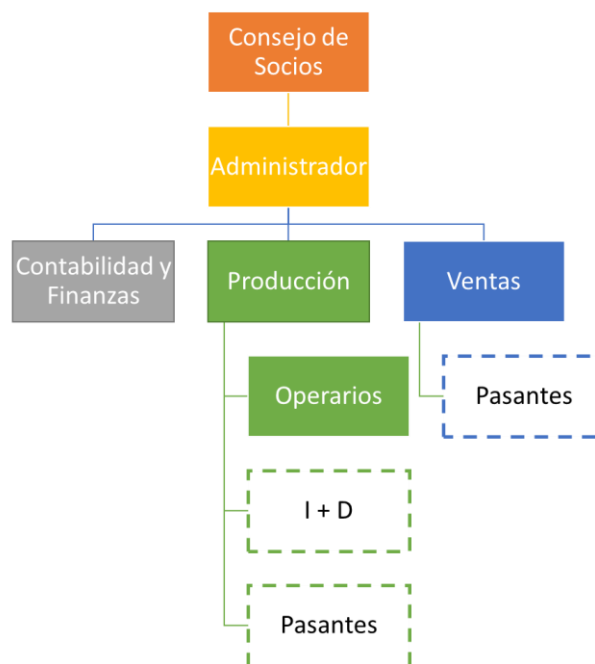 Consejo de
Socios
Administrador
Contabilidad y
Finanzas
Producción
Ventas
Operarios
Pasantes
I + D
Pasantes